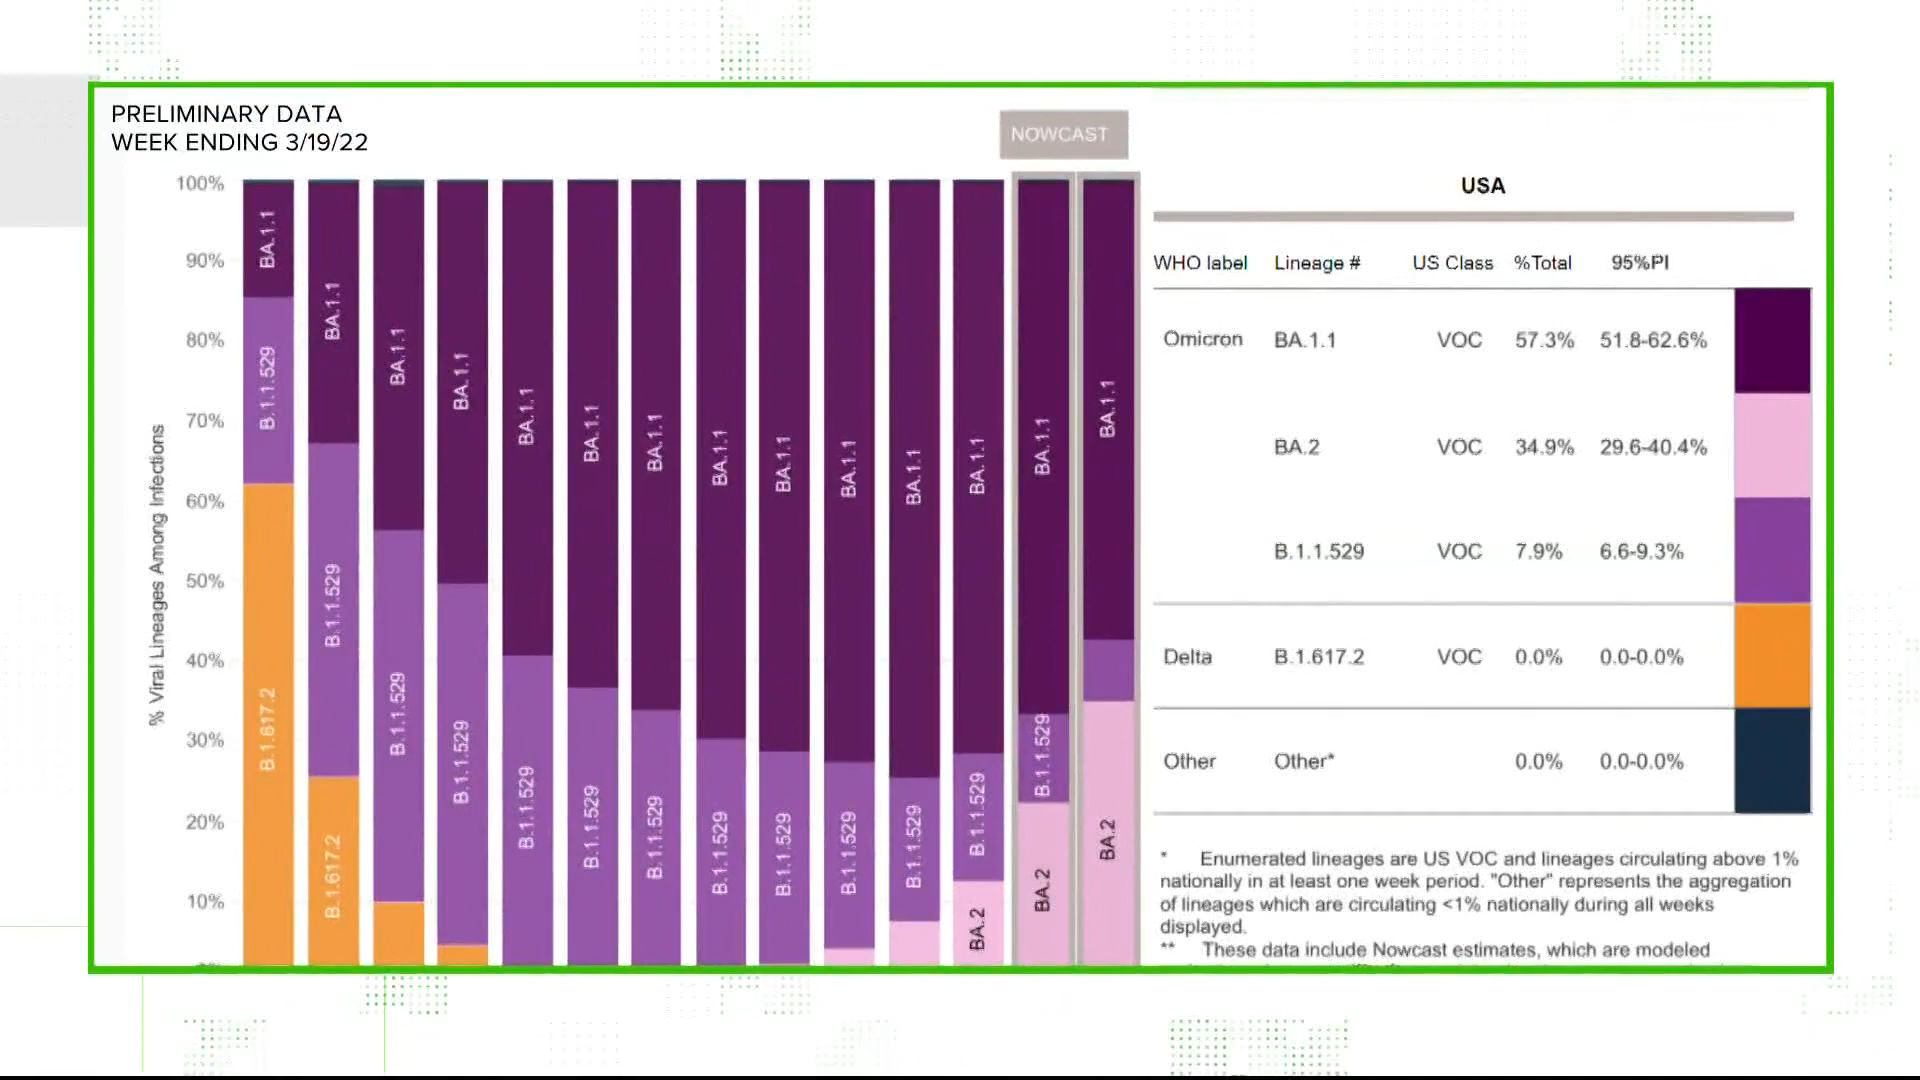 PRELIMINARY DATA
WEEK ENDING 3/19/22
NOWCAST
% Viral Lineages Among Infections
100%
90%
80%
70%
60%
50%
40%
30%
20%
10%
BA.1.1
B.1.1.529
B.1.617.2
BA.1.1
B.1.1.529
B.1.617.2
BA.1.1
B.1.1.529
BA.1.1
B.1.1.529
BA.1.1
B.1.1.529
BA.1.1
B.1.1.529
BA.1.1
B.1.1.529
BA.1.1
B.1.1.529
BA.1.1
B.1.1.529
BA.1.1
B.1.1.529
BA.1.1
B.1.1.529
BA.1.1
B.1.1.529
BA.2
BA.1.1
B.1.1.529
BA.2
BA.1.1
BA.2
USA
WHO label Lineage # US Class %Total 95%PI
Omicron BA.1.1 VOC 57.3% 51.8-62.6%
BA.2 VOC 34.9% 29.6-40.4%
B.1.1.529 VOC 7.9% 6.6-9.3%
Delta B.1.617.2 VOC 0.0% 0.0-0.0%
Other Other* 0.0% 0.0-0.0%
* Enumerated lineages are US VOC and lineages circulating above 1%
nationally in at least one week period. "Other" represents the aggregation
of lineages which are circulating <1% nationally during all weeks
displayed.
** These data include Nowcast estimates, which are modeled